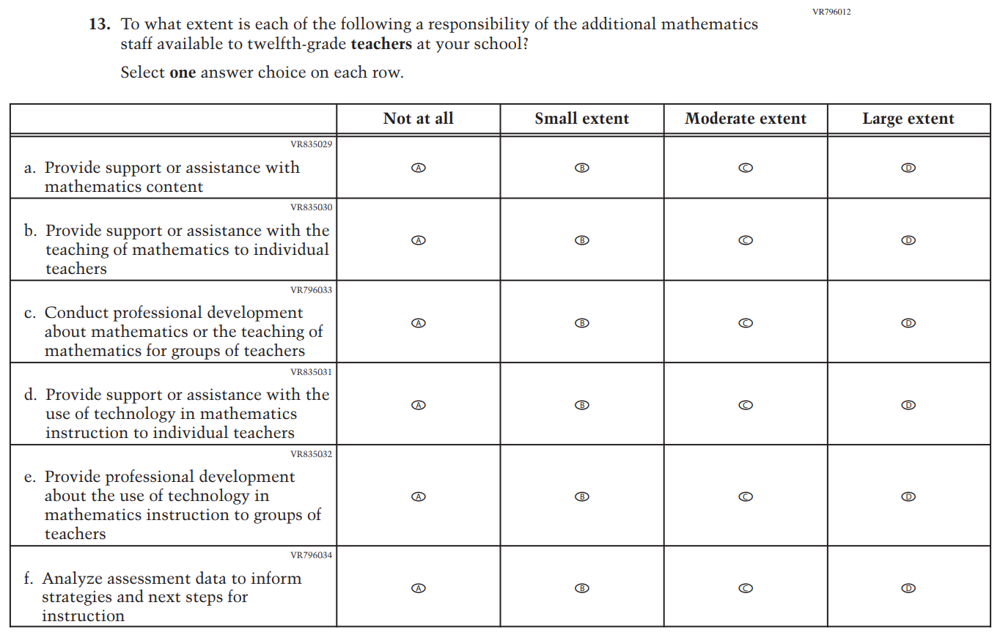 VR796012
13. To what extent is each of the following a responsibility of the additional mathematics
staff available to twelfth-grade teachers at your school?
Select one answer choice on each row.
Not at all Small extent Moderate extent Large extent
VR835029
a. Provide support or assistance with
mathematics content
A B C D
VR835030
b. Provide support or assistance with the
teaching of mathematics to individual
teachers
A B C D
VR796033
c. Conduct professional development
about mathematics or the teaching of
mathematics for groups of teachers
A B C D
VR835031
d. Provide support or assistance with the
use of technology in mathematics
instruction to individual teachers
A B C D
VR835032
e. Provide professional development
about the use of technology in
mathematics instruction to groups of
teachers
A B C D
VR796034
f. Analyze assessment data to inform
strategies and next steps for
instruction
A B C D